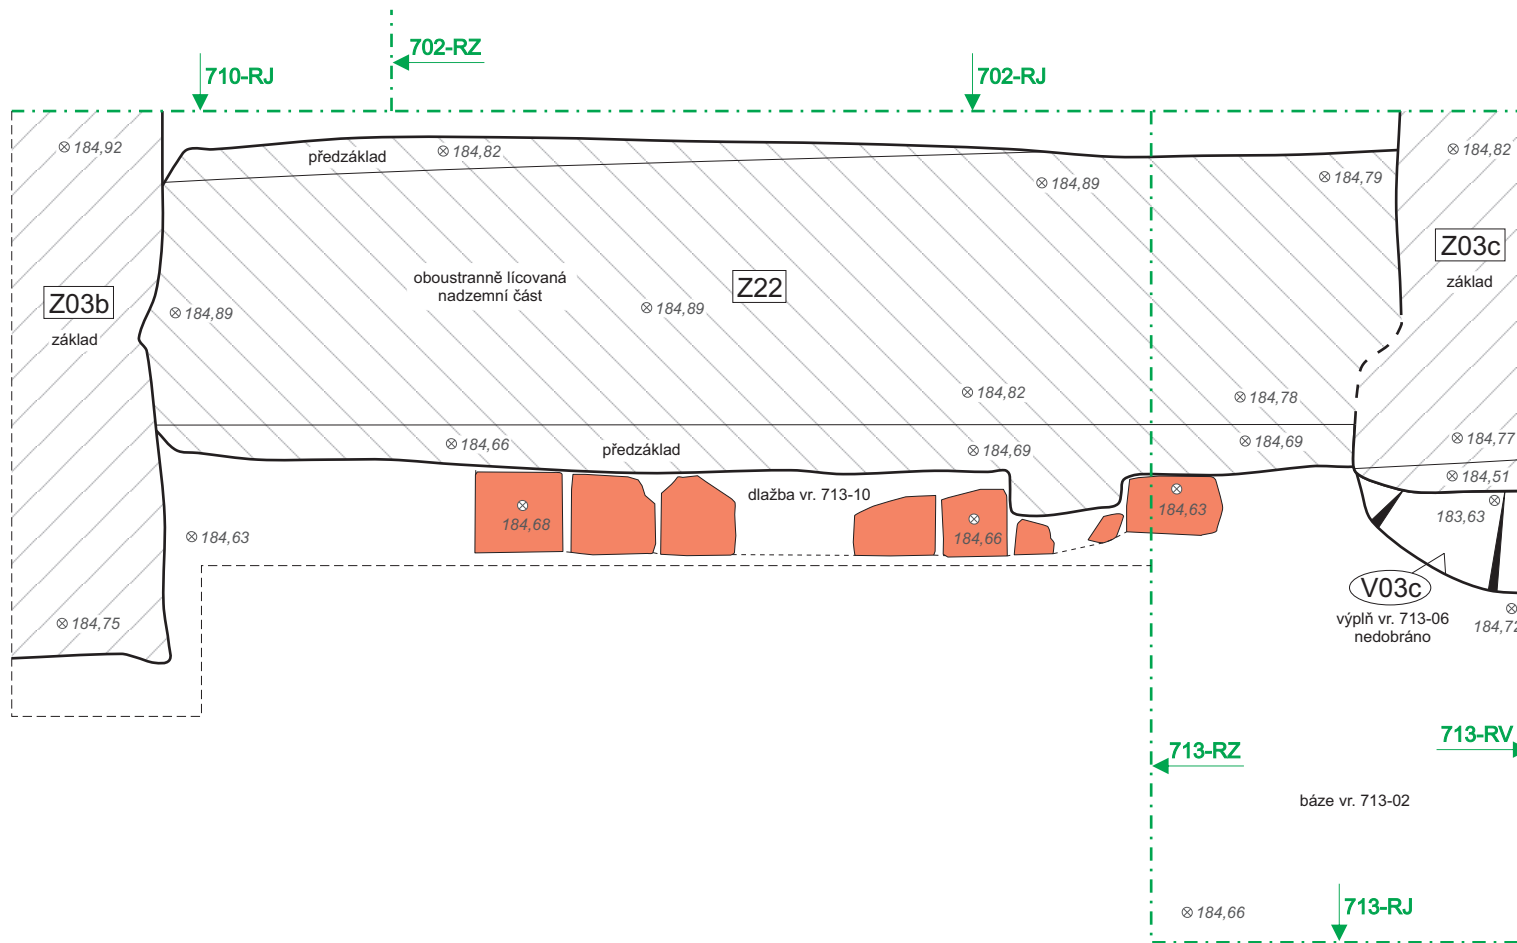 702-RZ
710-RJ
702-RJ
184,92
předzáklad
184,82
184,89
184,79
184,82
Z03c
základ
oboustranně lícovaná
nadzemní část
Z22
Z03b
základ
184,89
184,89
184,82
184,78
184,66
předzáklad
184,69
184,69
184,77
184,51
dlažba vr. 713-10
184,68
184,66
184,63
183,63
184,63
V03c
výplň vr. 713-06
nedobráno
184,72
184,75
713-RZ
713-RV
báze vr. 713-02
184,66
713-RJ